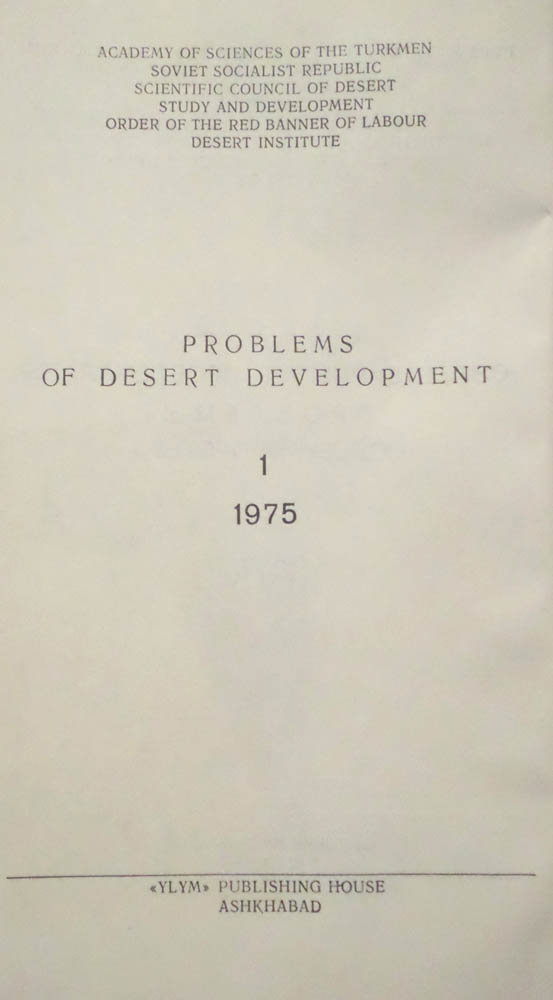 ACADEMY OF SCIENCES OF THE TURKMEN
SOVIET SOCIALIST REPUBLIC
SCIENTIFIC COUNCIL OF DESERT
STUDY AND DEVELOPMENT
ORDER OF THE RED BANNER OF LABOUR
DESERT INSTITUTE
PROBLEMS
OF DESERT DEVELOPMENT
1
1975
«YLYM» PUBLISHING HOUSE
ASHKHABAD